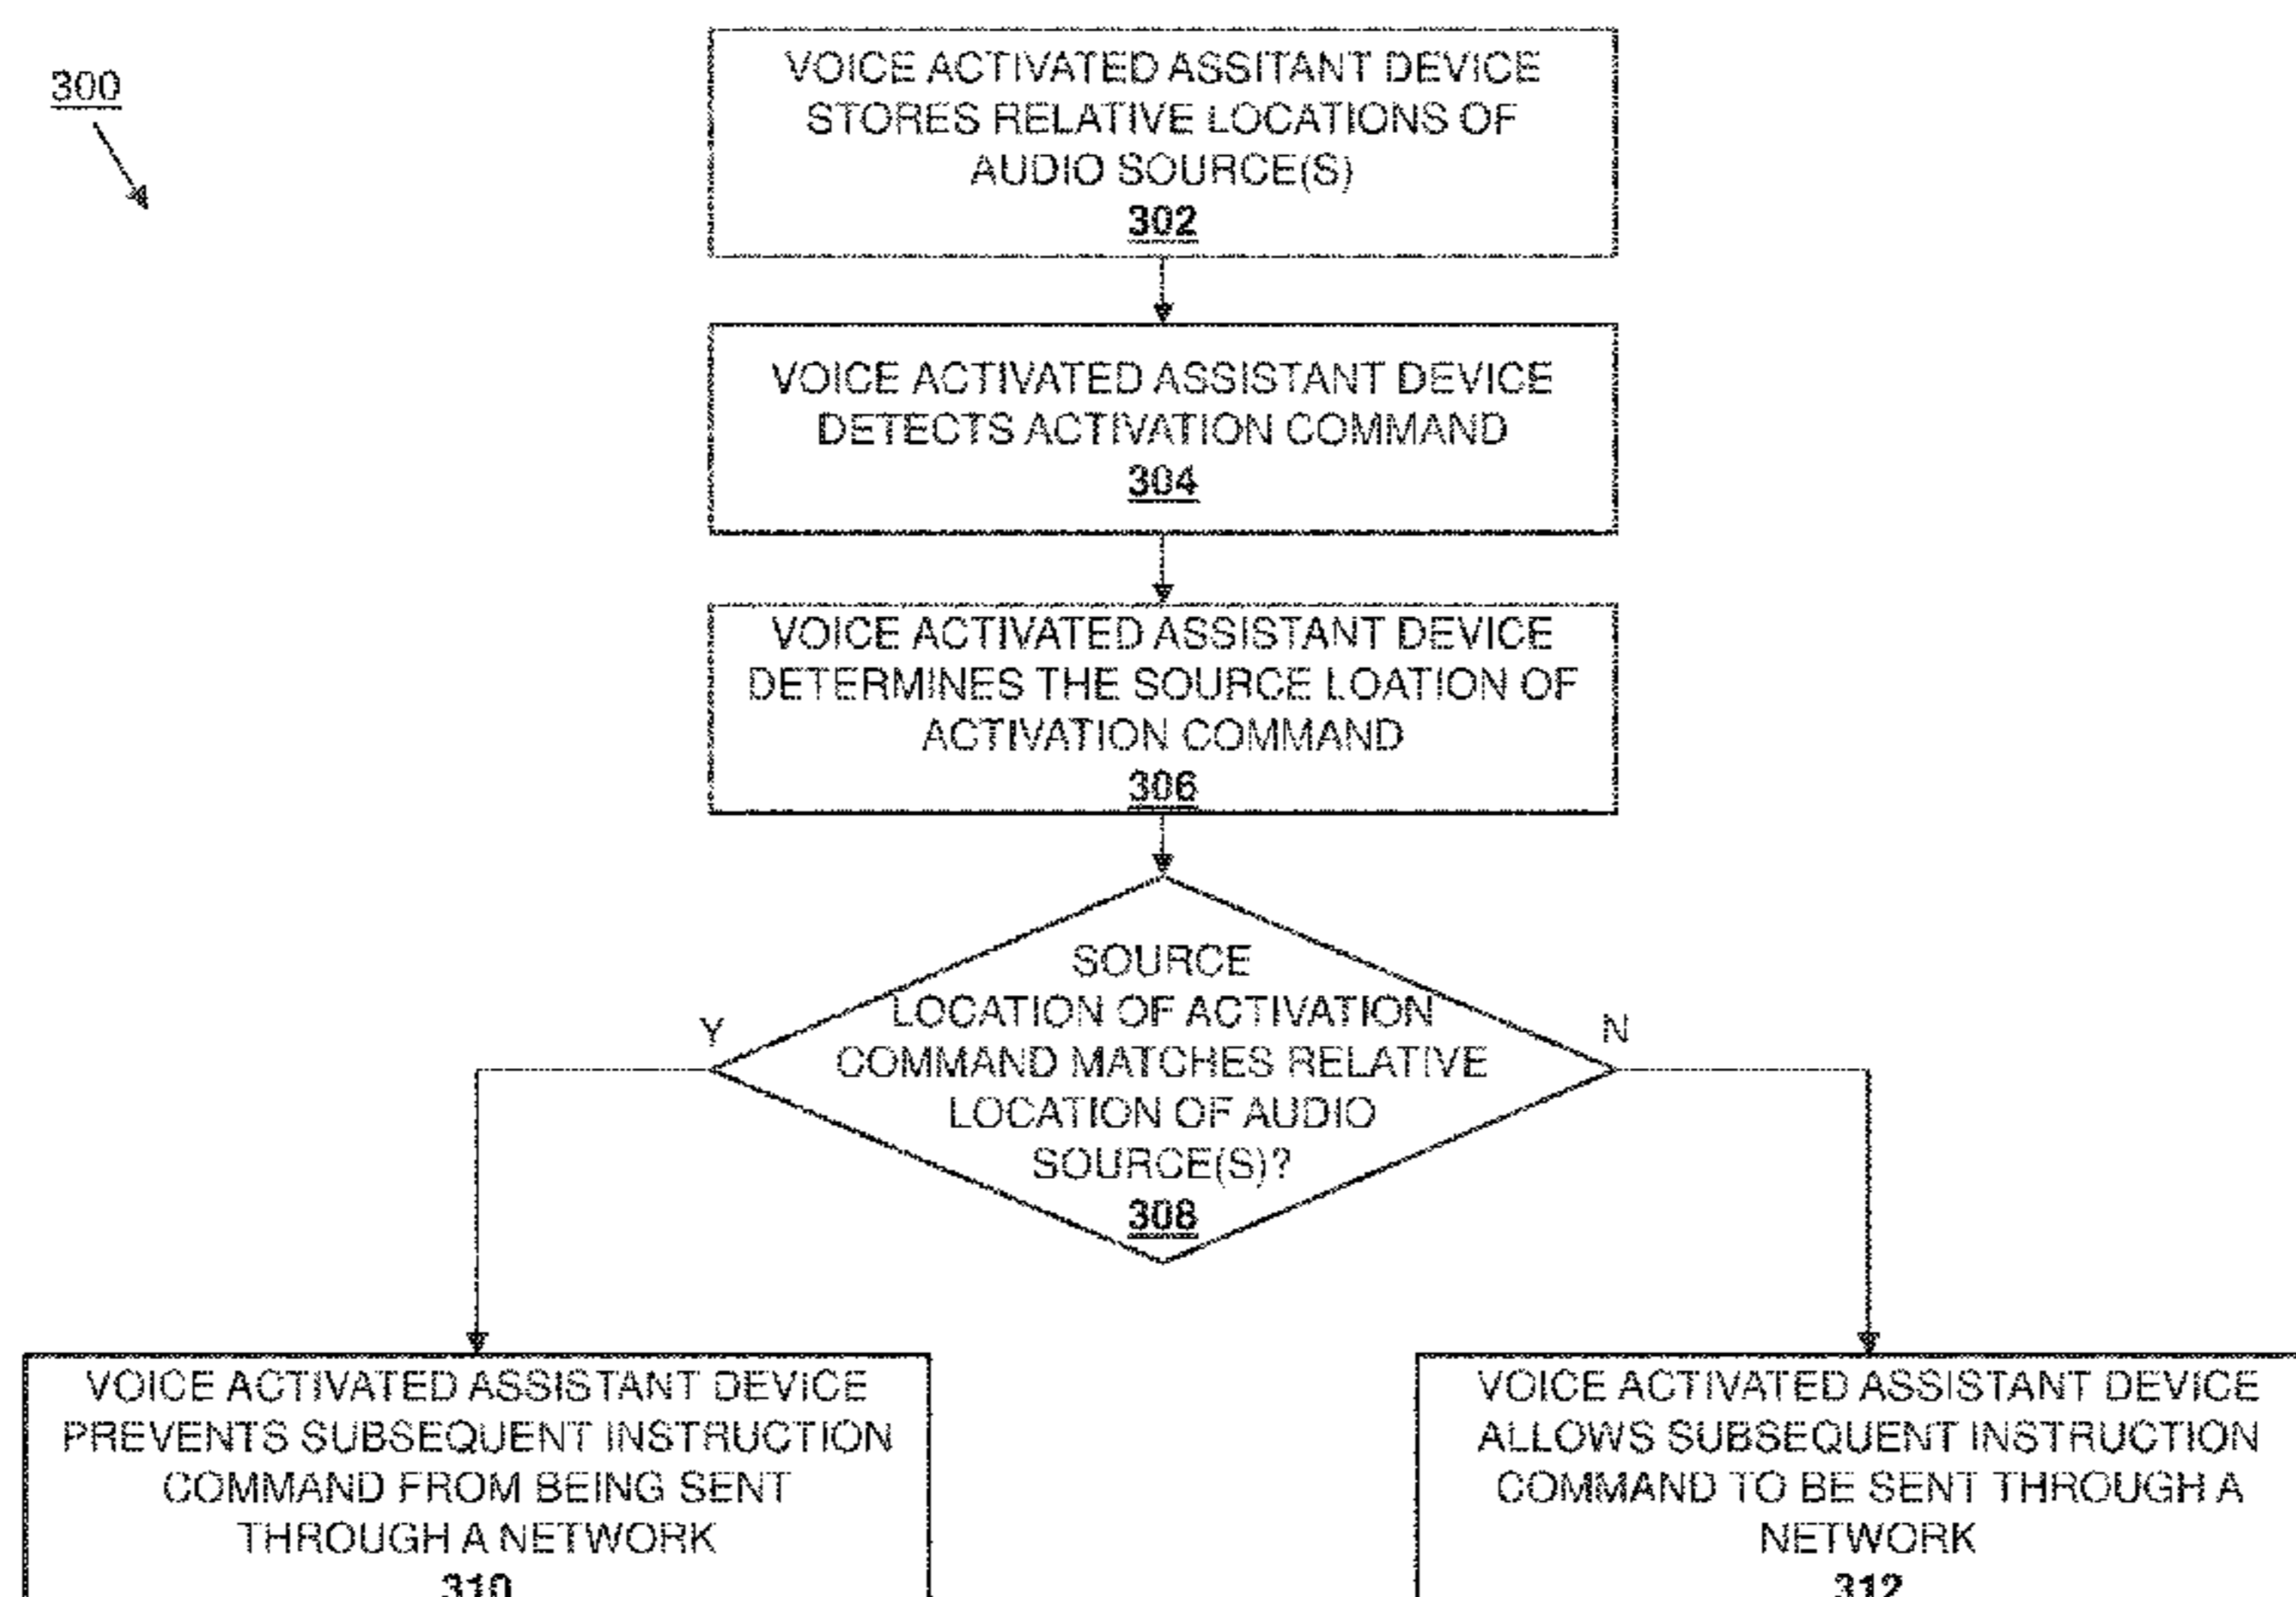 300
VOICE ACTIVATED ASSITANT DEVICE
STORES RELATIVE LOCATIONS OF
AUDIO SOURCE(S)
302
VOICE ACTIVATED ASSISTANT DEVICE
DETECTS ACTIVATION COMMAND
304
VOICE ACTIVATED ASSISTANT DEVICE
DETERMINES THE SOURCE LOATION OF
ACTIVATION COMMAND
306
SOURCE
LOCATION OF ACTIVATION
COMMAND MATCHES RELATIVE
LOCATION OF AUDIO
SOURCE(S)?
308
Y
N
VOICE ACTIVATED ASSISTANT DEVICE
PREVENTS SUBSEQUENT INSTRUCTION
COMMAND FROM BEING SENT
THROUGH A NETWORK
310
VOICE ACTIVATED ASSISTANT DEVICE
ALLOWS SUBSEQUENT INSTRUCTION
COMMAND TO BE SENT THROUGH A
NETWORK
312